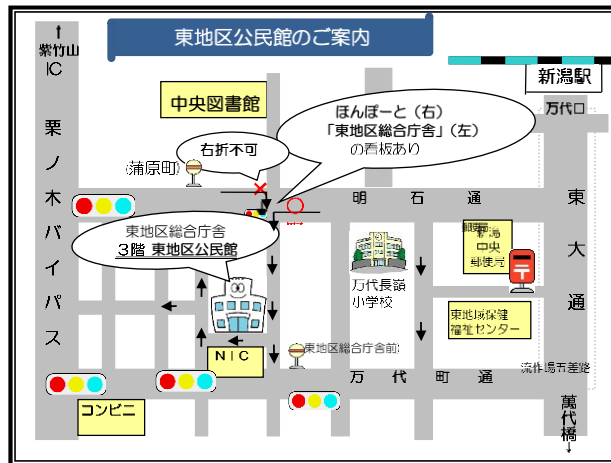 東地区公民館のご案内
↑
紫竹山
IC
新潟駅
万代口
中央図書館
ほんぽーと（右）
「東地区総合庁舎」（左）
の看板あり
右折不可
(蒲原町)
栗ノ木バイパス
明石通
東大通
東地区総合庁舎
３階 東地区公民館
新潟
中央
郵便局
万代長嶺
小学校
東地域保健
福祉センター
NIC
東地区総合庁舎前)
流作場五差路
万代町通
コンビニ
萬代橋
↓